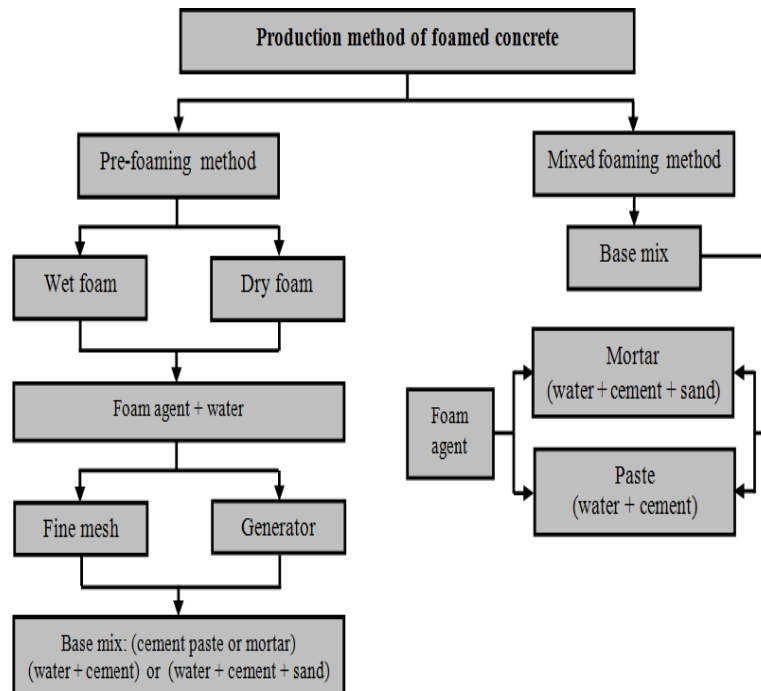 Production method of foamed concrete
Pre-foaming method
Mixed foaming method
Wet foam
Dry foam
Base mix
Foam agent + water
Mortar
(water + cement + sand)
Foam
agent
Paste
(water + cement)
Fine mesh
Generator
Base mix: (cement paste or mortar)
(water + cement) or (water + cement + sand)